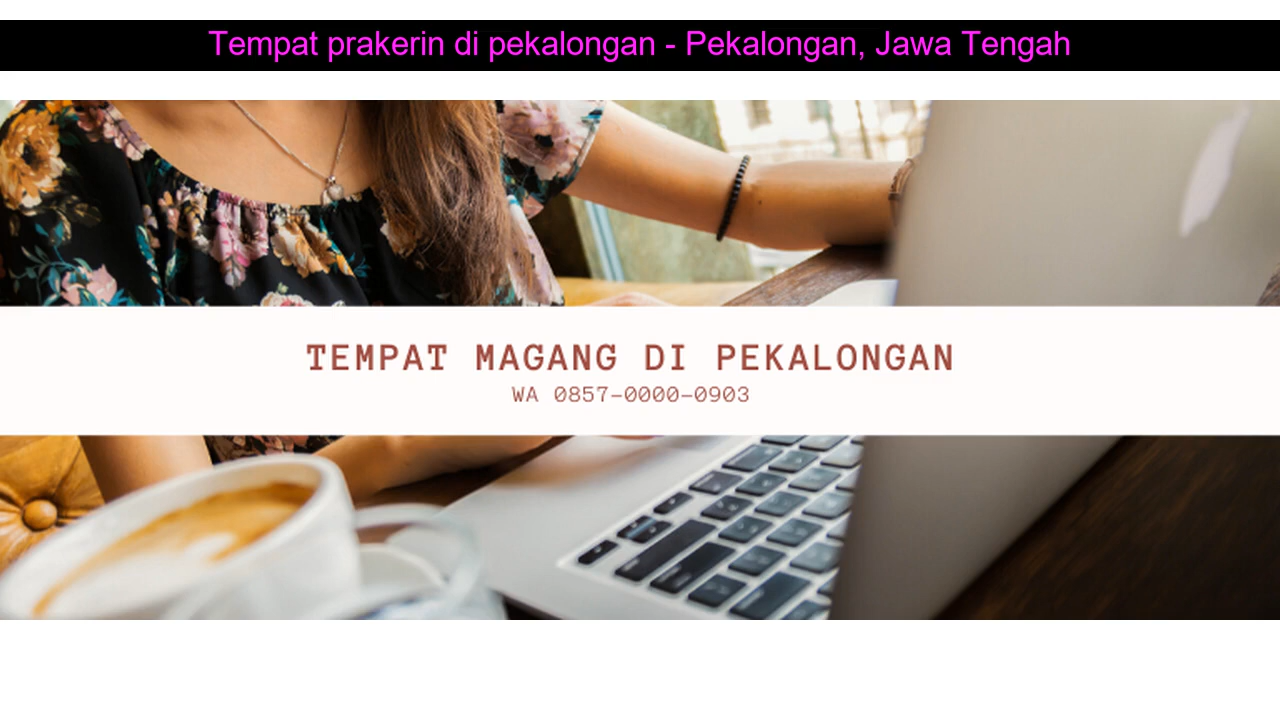 Tempat prakerin di pekalongan - Pekalongan, Jawa Tengah
TEMPAT MAGANG DI PEKALONGAN
WA 0857-0000-0903